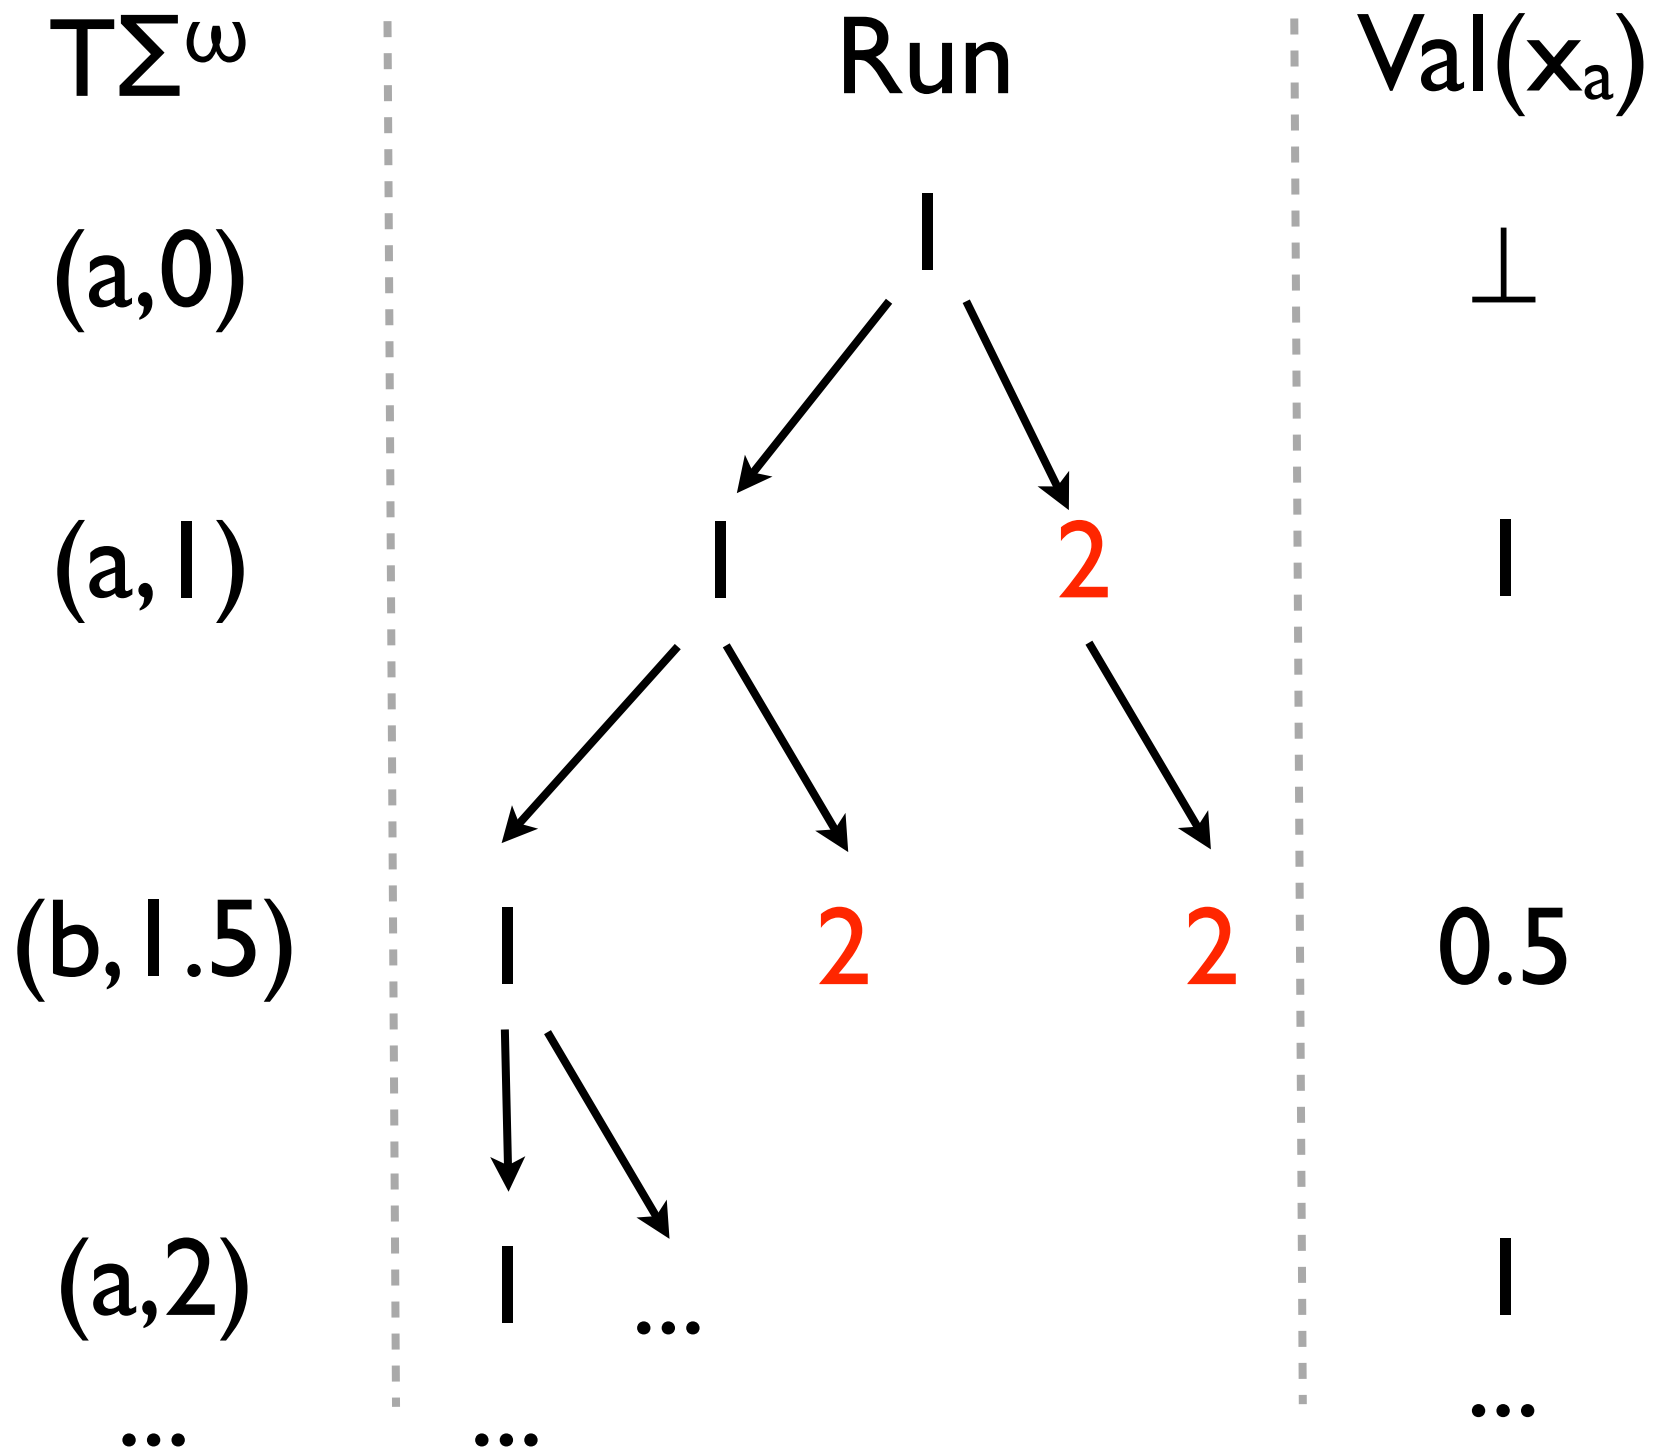 TΣ^ω Run Val(x_a)
(a,0) 1 ⊥
(a,1) 1 2 1
(b,1.5) 1 2 2 0.5
(a,2) 1 ... 1
... ... ...